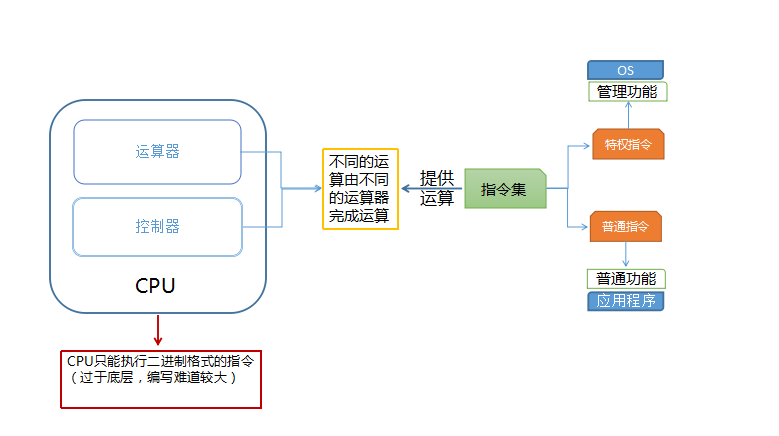 OS
管理功能
特权指令
运算器
不同的运
算由不同
的运算器
完成运算
提供
运算
指令集
控制器
普通指令
CPU
普通功能
应用程序
CPU只能执行二进制格式的指令
（过于底层，编写难道较大）